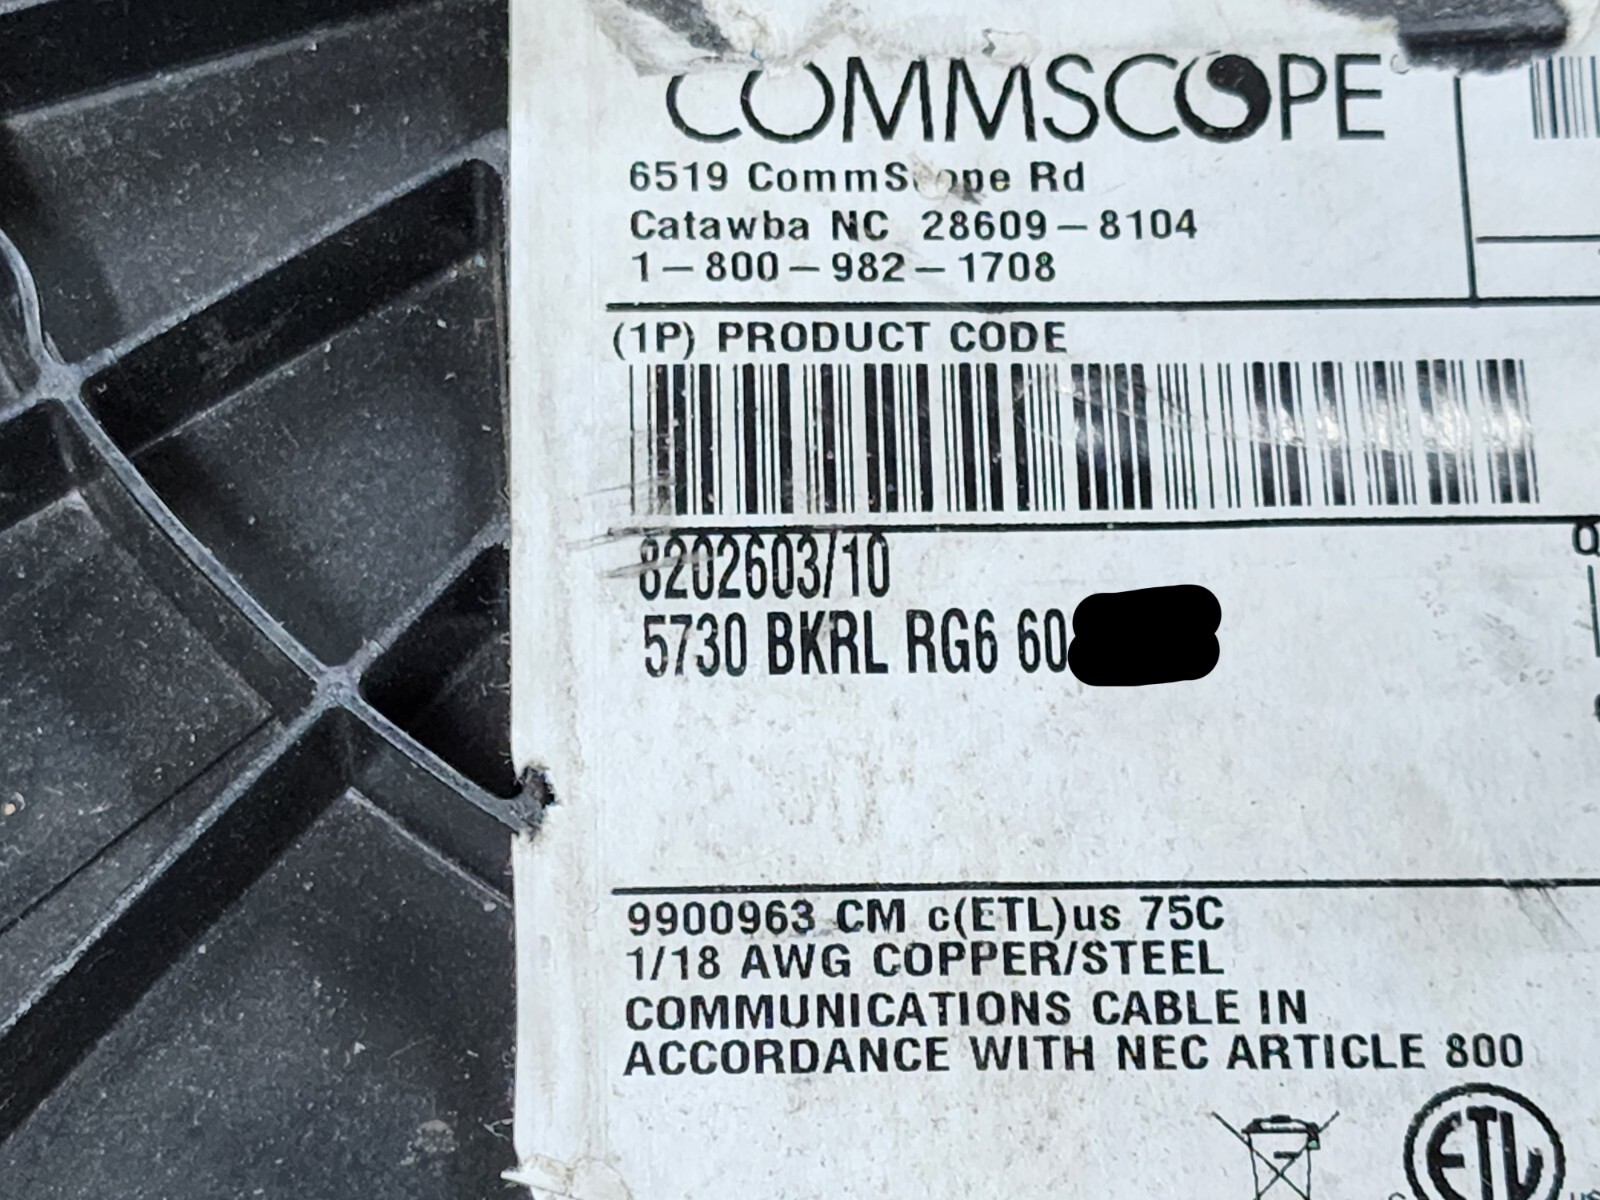 COMMSCOPE
6519 CommScope Rd
Catawba NC 28609-8104
1-800-982-1708
(1P) PRODUCT CODE
8202603/10
5730 BKRL RG6 60
Q
9900963 CM c(ETL)us 75C
1/18 AWG COPPER/STEEL
COMMUNICATIONS CABLE IN
ACCORDANCE WITH NEC ARTICLE 800
ETL